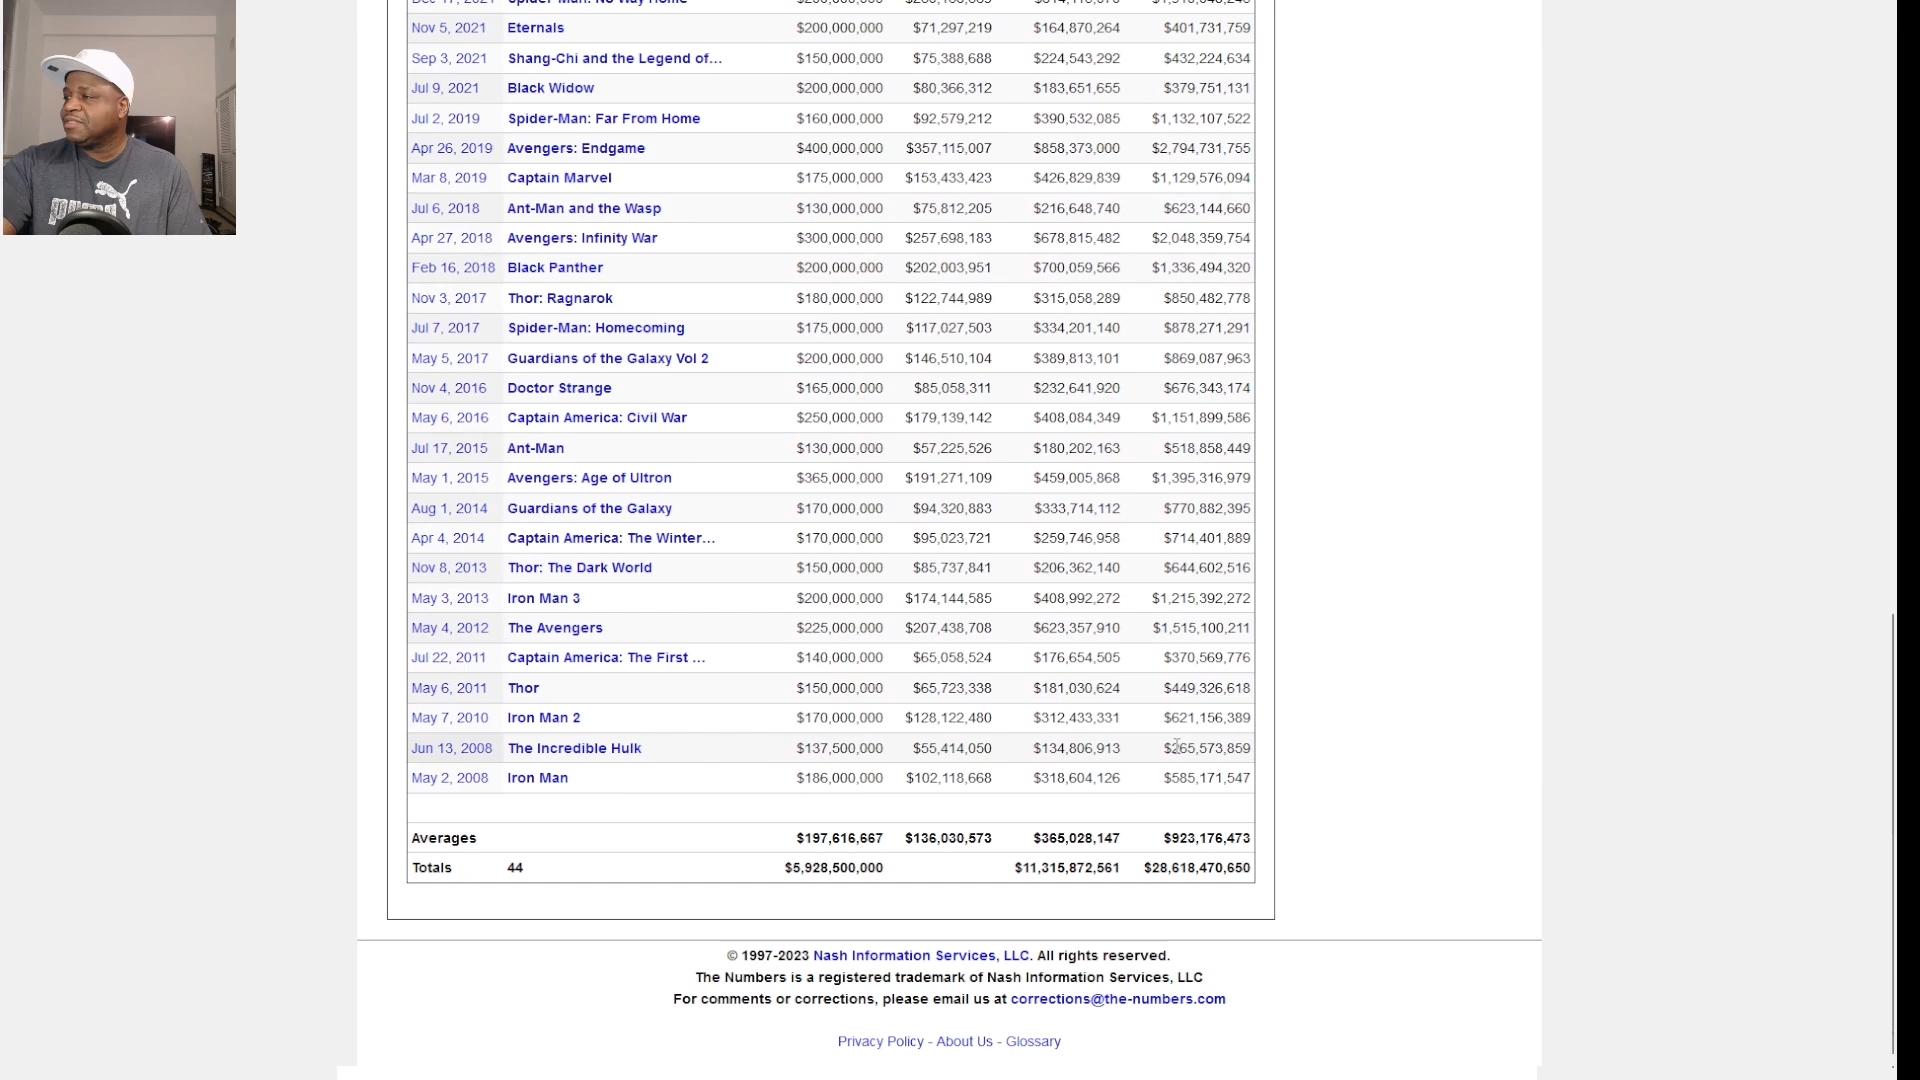 Nov 5, 2021 Eternals $200,000,000 $71,297,219 $164,870,264 $401,731,759
Sep 3, 2021 Shang-Chi and the Legend of… $150,000,000 $75,388,688 $224,543,292 $432,224,634
Jul 9, 2021 Black Widow $200,000,000 $80,366,312 $183,651,655 $379,751,131
Jul 2, 2019 Spider-Man: Far From Home $160,000,000 $92,579,212 $390,532,085 $1,132,107,522
Apr 26, 2019 Avengers: Endgame $400,000,000 $357,115,007 $858,373,000 $2,794,731,755
Mar 8, 2019 Captain Marvel $175,000,000 $153,433,423 $426,829,839 $1,129,576,094
Jul 6, 2018 Ant-Man and the Wasp $130,000,000 $75,812,205 $216,648,740 $623,144,660
Apr 27, 2018 Avengers: Infinity War $300,000,000 $257,698,183 $678,815,482 $2,048,359,754
Feb 16, 2018 Black Panther $200,000,000 $202,003,951 $700,059,566 $1,336,494,320
Nov 3, 2017 Thor: Ragnarok $180,000,000 $122,744,989 $315,058,289 $850,482,778
Jul 7, 2017 Spider-Man: Homecoming $175,000,000 $117,027,503 $334,201,140 $878,271,291
May 5, 2017 Guardians of the Galaxy Vol 2 $200,000,000 $146,510,104 $389,813,101 $869,087,963
Nov 4, 2016 Doctor Strange $165,000,000 $85,058,311 $232,641,920 $676,343,174
May 6, 2016 Captain America: Civil War $250,000,000 $179,139,142 $408,084,349 $1,151,899,586
Jul 17, 2015 Ant-Man $130,000,000 $57,225,526 $180,202,163 $518,858,449
May 1, 2015 Avengers: Age of Ultron $365,000,000 $191,271,109 $459,005,868 $1,395,316,979
Aug 1, 2014 Guardians of the Galaxy $170,000,000 $94,320,883 $333,714,112 $770,882,395
Apr 4, 2014 Captain America: The Winter… $170,000,000 $95,023,721 $259,746,958 $714,401,889
Nov 8, 2013 Thor: The Dark World $150,000,000 $85,737,841 $206,362,140 $644,602,516
May 3, 2013 Iron Man 3 $200,000,000 $174,144,585 $408,992,272 $1,215,392,272
May 4, 2012 The Avengers $225,000,000 $207,438,708 $623,357,910 $1,515,100,211
Jul 22, 2011 Captain America: The First … $140,000,000 $65,058,524 $176,654,505 $370,569,776
May 6, 2011 Thor $150,000,000 $65,723,338 $181,030,624 $449,326,618
May 7, 2010 Iron Man 2 $170,000,000 $128,122,480 $312,433,331 $621,156,389
Jun 13, 2008 The Incredible Hulk $137,500,000 $55,414,050 $134,806,913 $265,573,859
May 2, 2008 Iron Man $186,000,000 $102,118,668 $318,604,126 $585,171,547
Averages $197,616,667 $136,030,573 $365,028,147 $923,176,473
Totals 44 $5,928,500,000 $11,315,872,561 $28,618,470,650
© 1997-2023 Nash Information Services, LLC. All rights reserved.
The Numbers is a registered trademark of Nash Information Services, LLC
For comments or corrections, please email us at corrections@the-numbers.com
Privacy Policy - About Us - Glossary